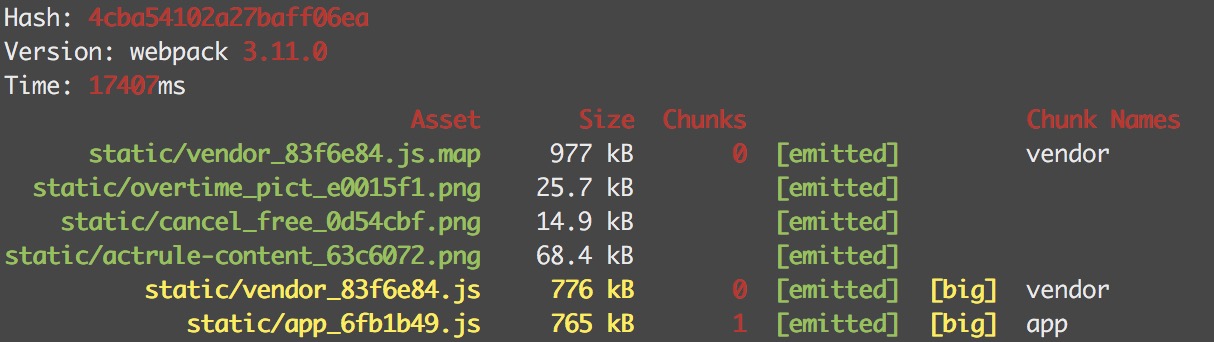 Hash: 4cba54102a27baff06ea
Version: webpack 3.11.0
Time: 17407ms
Asset Size Chunks Chunk Names
static/vendor_83f6e84.js.map 977 kB 0 [emitted] vendor
static/overtime_pict_e0015f1.png 25.7 kB [emitted]
static/cancel_free_0d54cbf.png 14.9 kB [emitted]
static/actrule-content_63c6072.png 68.4 kB [emitted]
static/vendor_83f6e84.js 776 kB 0 [emitted] [big] vendor
static/app_6fb1b49.js 765 kB 1 [emitted] [big] app